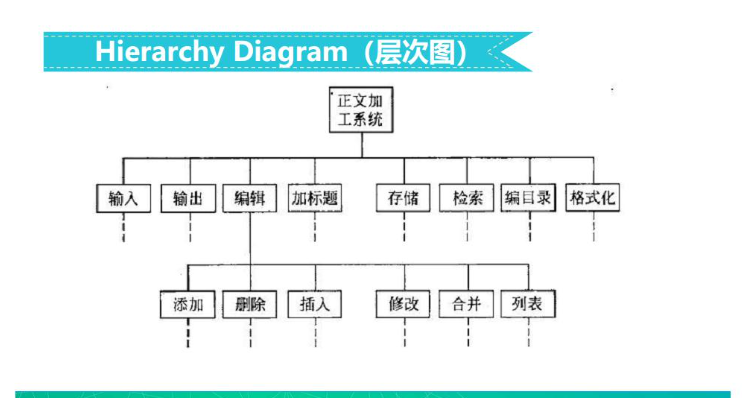 Hierarchy Diagram（层次图）
正文加
工系统
输入
输出
编辑
加标题
存储
检索
编目录
格式化
添加
删除
插入
修改
合并
列表